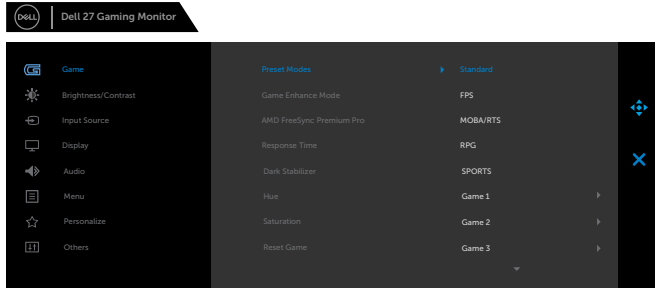 DELL
Dell 27 Gaming Monitor
Game
Preset Modes
Standard
Brightness/Contrast
Game Enhance Mode
FPS
Input Source
AMD FreeSync Premium Pro
MOBA/RTS
Display
Response Time
RPG
Audio
Dark Stabilizer
SPORTS
Menu
Hue
Game 1
Personalize
Saturation
Game 2
Others
Reset Game
Game 3